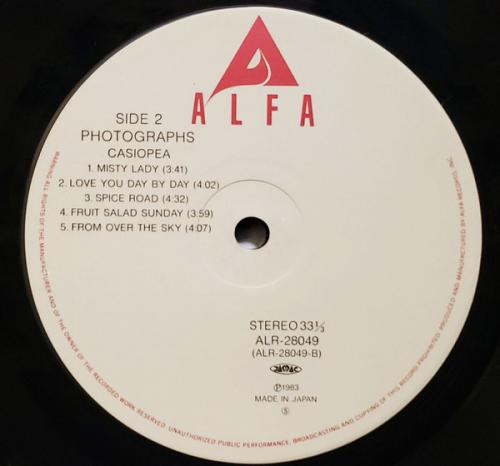 ALFA
SIDE 2
PHOTOGRAPHS
CASIOPEA
1. MISTY LADY (3:41)
2. LOVE YOU DAY BY DAY (4:02)
3. SPICE ROAD (4:32)
4. FRUIT SALAD SUNDAY (3:59)
5. FROM OVER THE SKY (4:07)
STEREO 33⅓
ALR-28049
(ALR-28049-B)
JASRAC
Ⓟ1983
MADE IN JAPAN
Ⓢ
WARNING: ALL RIGHTS OF THE MANUFACTURER AND OF THE OWNER OF THE RECORDED WORK RESERVED. UNAUTHORIZED PUBLIC PERFORMANCE, BROADCASTING AND COPYING OF THIS RECORD PROHIBITED. PRODUCED AND MANUFACTURED BY ALFA RECORDS, INC.